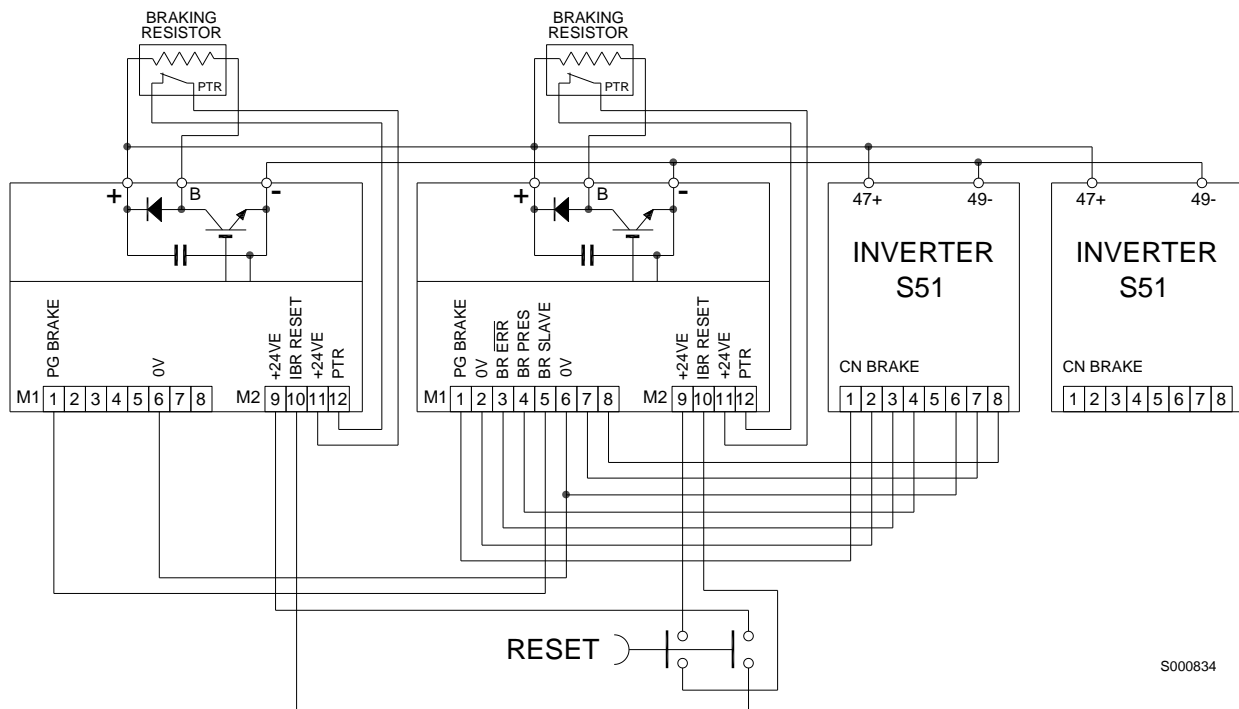 BRAKING
RESISTOR
PTR
BRAKING
RESISTOR
PTR
+ B -
+ B -
47+ 49-
47+ 49-
INVERTER
S51
INVERTER
S51
PG BRAKE
0V
+24VE
IBR RESET
+24VE
PTR
PG BRAKE
0V
BR ERR
BR PRES
BR SLAVE
0V
+24VE
IBR RESET
+24VE
PTR
CN BRAKE
CN BRAKE
M1 1 2 3 4 5 6 7 8
M2 9 10 11 12
M1 1 2 3 4 5 6 7 8
M2 9 10 11 12
1 2 3 4 5 6 7 8
1 2 3 4 5 6 7 8
RESET
S000834